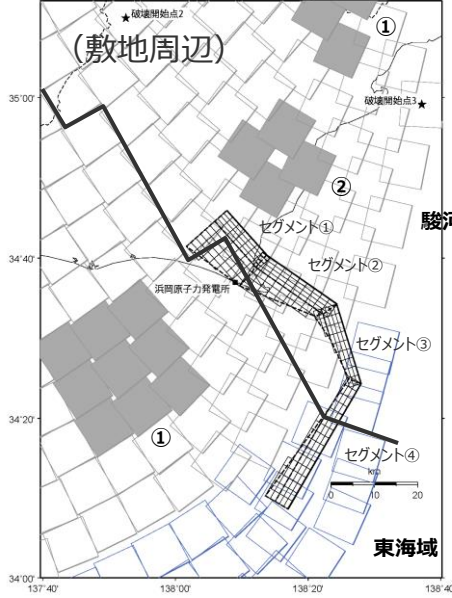 ★破壊開始点2
(敷地周辺)
①
35°00'
破壊開始点3 ★
②
駿河
セグメント①
34°40'
セグメント②
浜岡原子力発電所
セグメント③
34°20'
①
セグメント④
km
0 10 20
東海域
34°00'
137°40' 138°00' 138°20' 138°40'